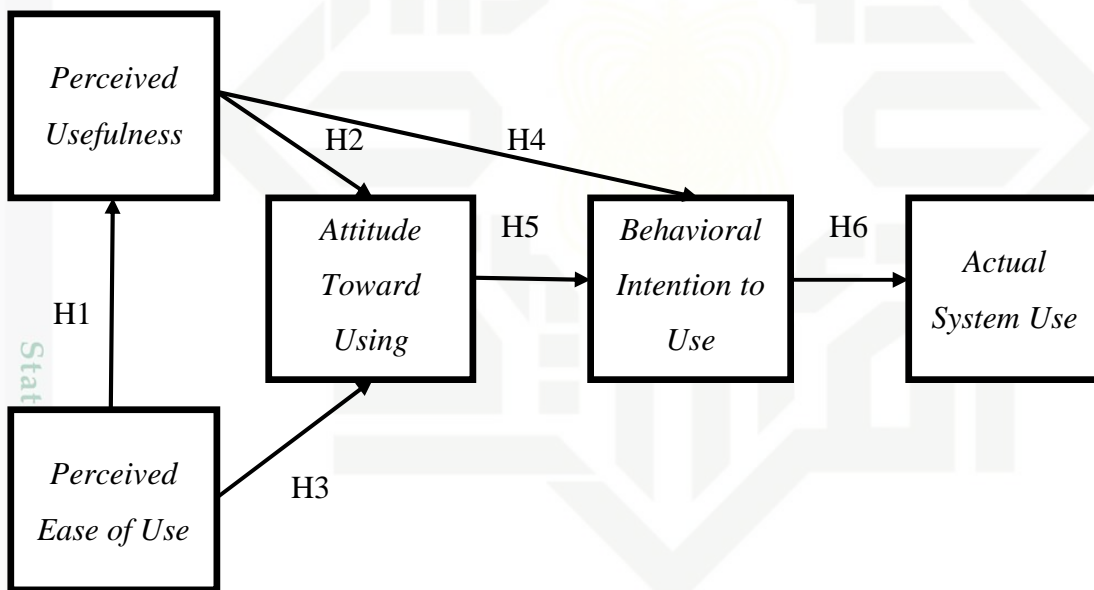 Perceived
Usefulness
H2
H4
Attitude
Toward
Using
H5
Behavioral
Intention to
Use
H6
Actual
System Use
H1
Stat
Perceived
Ease of Use
H3